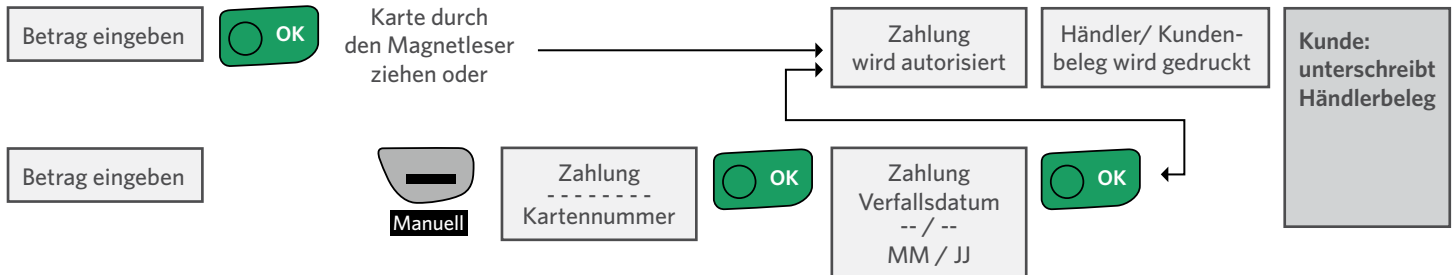 Betrag eingeben
OK
Karte durch
den Magnetleser
ziehen oder
Zahlung
wird autorisiert
Händler/ Kunden-
beleg wird gedruckt
Kunde:
unterschreibt
Händlerbeleg
Betrag eingeben
Manuell
Zahlung
- - - - - - - -
Kartennummer
OK
Zahlung
Verfallsdatum
-- / --
MM / JJ
OK